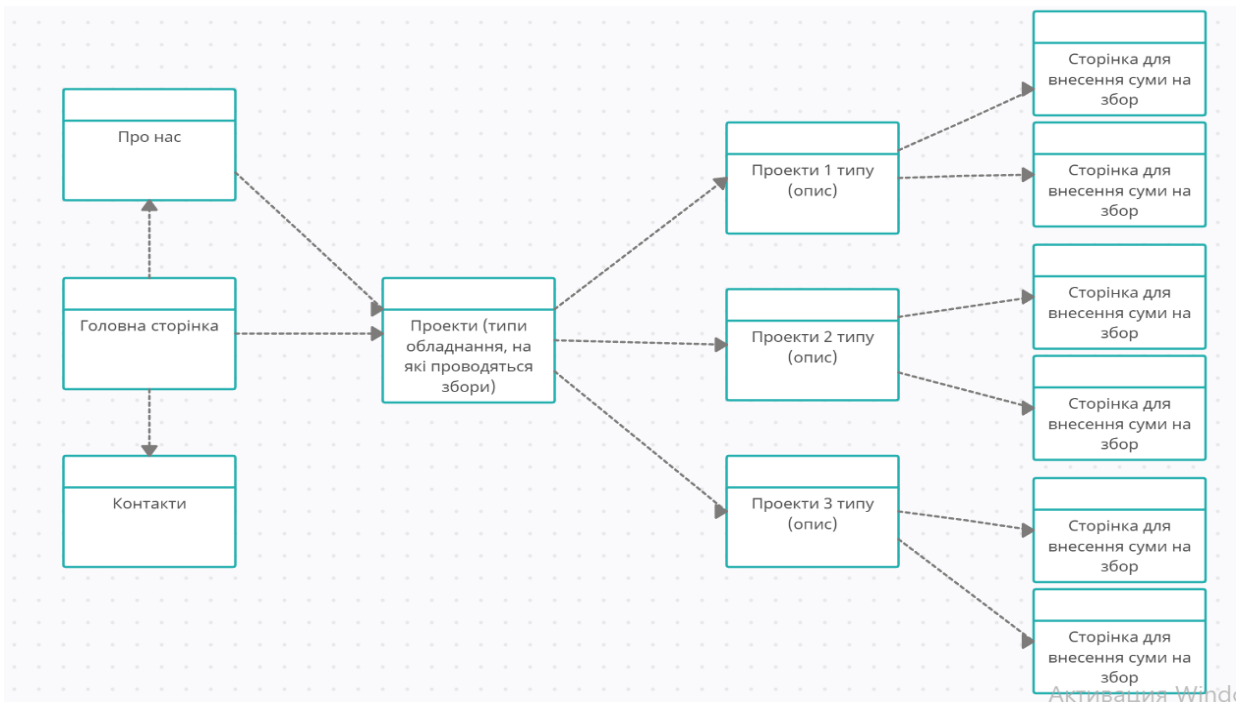 Про нас
Головна сторінка
Контакти
Проекти (типи
обладнання, на
які проводяться
збори)
Проекти 1 типу
(опис)
Проекти 2 типу
(опис)
Проекти 3 типу
(опис)
Сторінка для
внесення суми на
збор
Сторінка для
внесення суми на
збор
Сторінка для
внесення суми на
збор
Сторінка для
внесення суми на
збор
Сторінка для
внесення суми на
збор
Сторінка для
внесення суми на
збор
Активация Windo